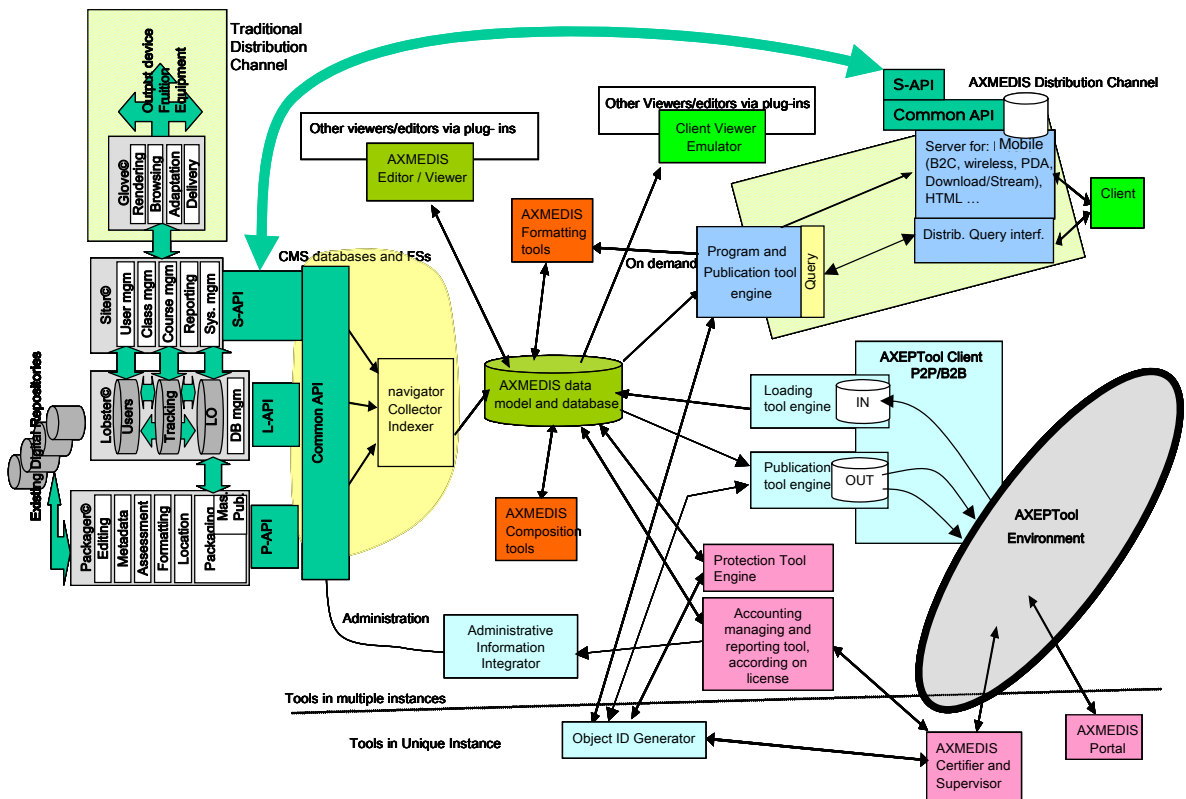 Traditional
Distribution
Channel
Output device
Fruition
Equipment
Glove©
Rendering
Browsing
Adaptation
Delivery
Other viewers/editors via plug- ins
AXMEDIS
Editor / Viewer
Other Viewers/editors via plug-ins
Client Viewer
Emulator
S-API
Common API
AXMEDIS Distribution Channel
Mobile
Server for:
(B2C, wireless, PDA,
Download/Stream),
HTML …
Distrib. Query interf.
Client
AXMEDIS
Formatting
tools
On demand
Program and
Publication tool
engine
Query
CMS databases and FSs
Siter©
User mgm
Class mgm
Course mgm
Reporting
Sys. mgm
S-API
Existing Digital Repositories
Lobster©
Users
Tracking
LO
DB mgm
L-API
Common API
navigator
Collector
Indexer
AXMEDIS data
model and database
AXEPTool Client
P2P/B2B
Loading
tool engine
IN
Publication
tool engine
OUT
AXEPTool
Environment
Packager©
Editing
Metadata
Assessment
Formatting
Location
Packaging
Mas.
Pub.
P-API
AXMEDIS
Composition
tools
Protection Tool
Engine
Administration
Administrative
Information
Integrator
Accounting
managing and
reporting tool,
according on
license
Tools in multiple instances
Tools in Unique Instance
Object ID Generator
AXMEDIS
Certifier and
Supervisor
AXMEDIS
Portal